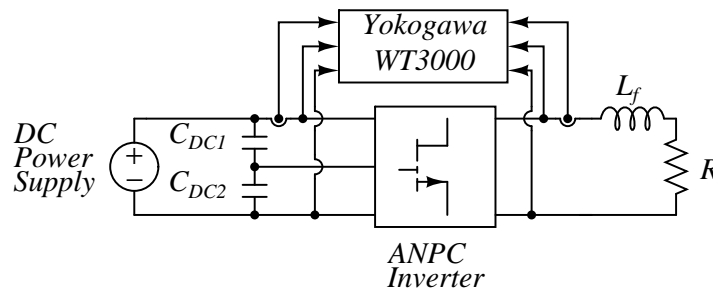 Yokogawa
WT3000
L_f
DC
Power
Supply
+
−
C_DC1
C_DC2
R
ANPC
Inverter